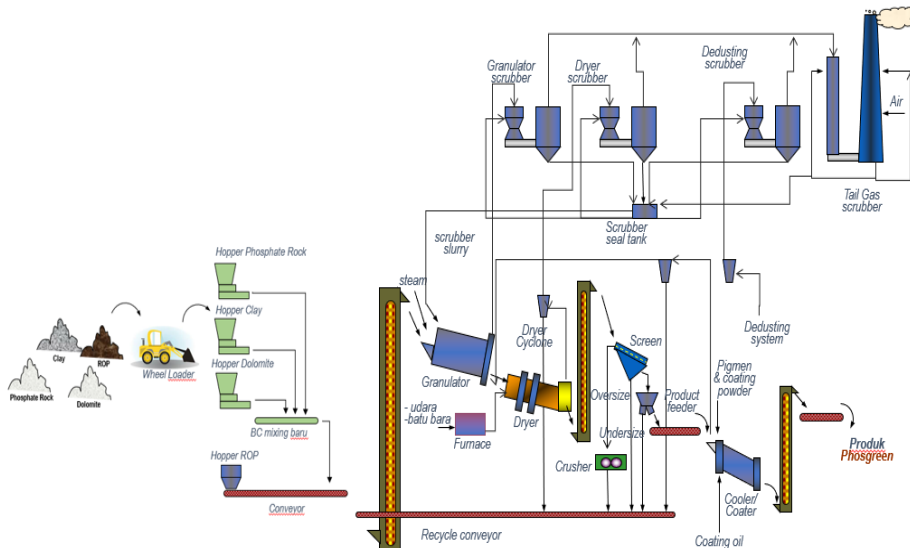 Granulator
scrubber
Dryer
scrubber
Dedusting
scrubber
Air
Tail Gas
scrubber
Scrubber
seal tank
scrubber
slurry
Hopper Phosphate Rock
steam
Hopper Clay
Clay
ROP
Wheel Loader
Phosphate Rock
Dolomite
Hopper Dolomite
BC mixing baru
Hopper ROP
Conveyor
Granulator
Dryer
Cyclone
- udara
-batu bara
Furnace
Dryer
Screen
Oversize
Undersize
Crusher
Product
feeder
Pigmen
& coating
powder
Dedusting
system
Cooler/
Coater
Coating oil
Recycle conveyor
Produk
Phosgreen